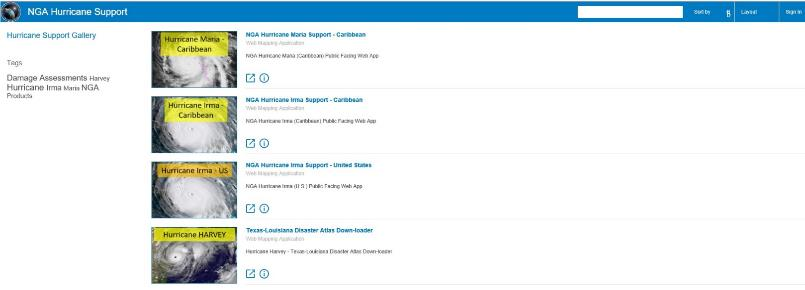 NGA Hurricane Support
Sort by
Layout
Sign In
Hurricane Support Gallery
Tags
Damage Assessments Harvey
Hurricane Irma Maria NGA
Products
Hurricane Maria -
Caribbean
NGA Hurricane Maria Support - Caribbean
Web Mapping Application
NGA Hurricane Maria (Caribbean) Public Facing Web App
Hurricane Irma -
Caribbean
NGA Hurricane Irma Support - Caribbean
Web Mapping Application
NGA Hurricane Irma (Caribbean) Public Facing Web App
Hurricane Irma - US
NGA Hurricane Irma Support - United States
Web Mapping Application
NGA Hurricane Irma (U.S.) Public Facing Web App
Hurricane HARVEY
Texas-Louisiana Disaster Atlas Down-loader
Web Mapping Application
Hurricane Harvey - Texas-Louisiana Disaster Atlas Down-loader